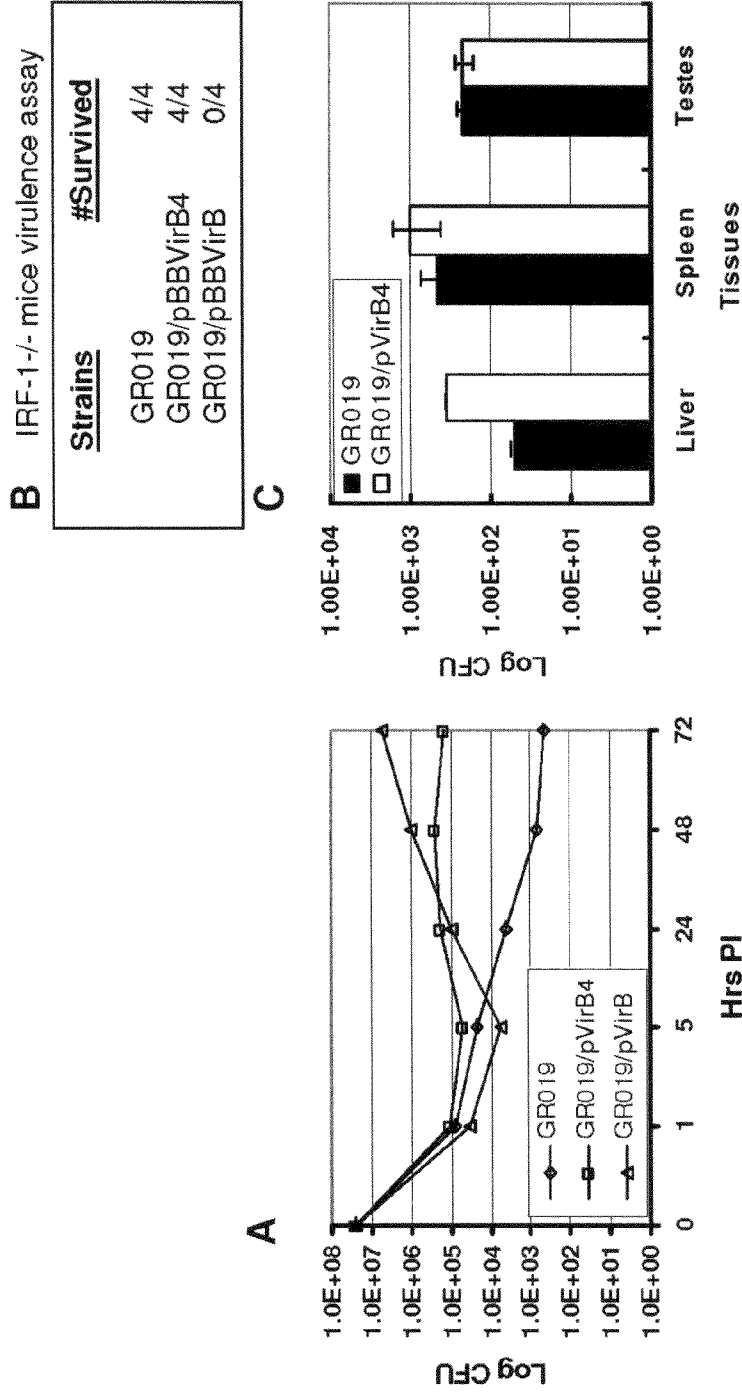 A
Log CFU
1.0E+08
1.0E+07
1.0E+06
1.0E+05
1.0E+04
1.0E+03
1.0E+02
1.0E+01
1.0E+00
0 1 5 24 48 72
Hrs PI
GR019
GR019/pVirB4
GR019/pVirB
B IRF-1-/- mice virulence assay
Strains #Survived
GR019 4/4
GR019/pBBVirB4 4/4
GR019/pBBVirB 0/4
C
Log CFU
1.00E+04
1.00E+03
1.00E+02
1.00E+01
1.00E+00
GR019
GR019/pVirB4
Liver Spleen Testes
Tissues